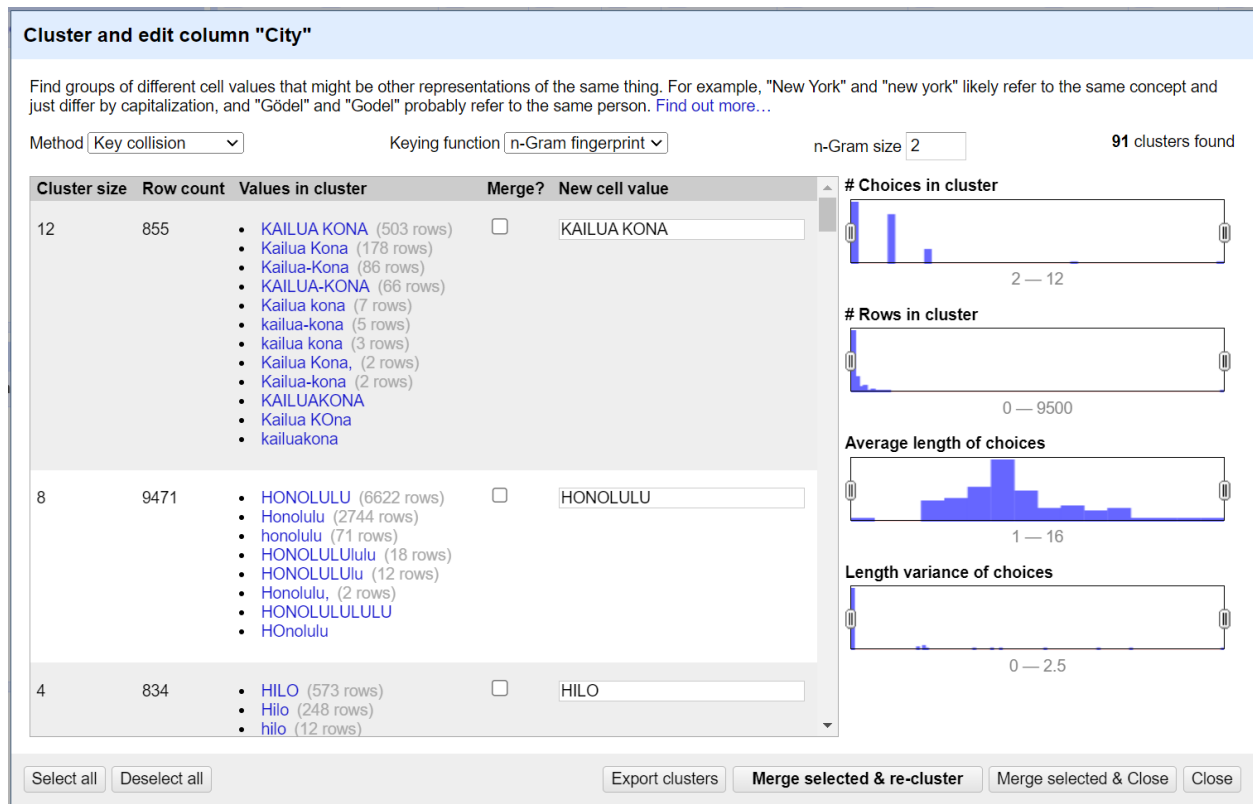 Cluster and edit column "City"
Find groups of different cell values that might be other representations of the same thing. For example, "New York" and "new york" likely refer to the same concept and
just differ by capitalization, and "Gödel" and "Godel" probably refer to the same person. Find out more…
Method Key collision Keying function n-Gram fingerprint n-Gram size 2 91 clusters found
Cluster size Row count Values in cluster Merge? New cell value
12 855 • KAILUA KONA (503 rows) KAILUA KONA
• Kailua Kona (178 rows)
• Kailua-Kona (86 rows)
• KAILUA-KONA (66 rows)
• Kailua kona (7 rows)
• kailua-kona (5 rows)
• kailua kona (3 rows)
• Kailua Kona, (2 rows)
• Kailua-kona (2 rows)
• KAILUAKONA
• Kailua KOna
• kailuakona
8 9471 • HONOLULU (6622 rows) HONOLULU
• Honolulu (2744 rows)
• honolulu (71 rows)
• HONOLULUlulu (18 rows)
• HONOLULUlu (12 rows)
• Honolulu, (2 rows)
• HONOLULULULU
• HOnolulu
4 834 • HILO (573 rows) HILO
• Hilo (248 rows)
• hilo (12 rows)
# Choices in cluster
2 — 12
# Rows in cluster
0 — 9500
Average length of choices
1 — 16
Length variance of choices
0 — 2.5
Select all Deselect all Export clusters Merge selected & re-cluster Merge selected & Close Close